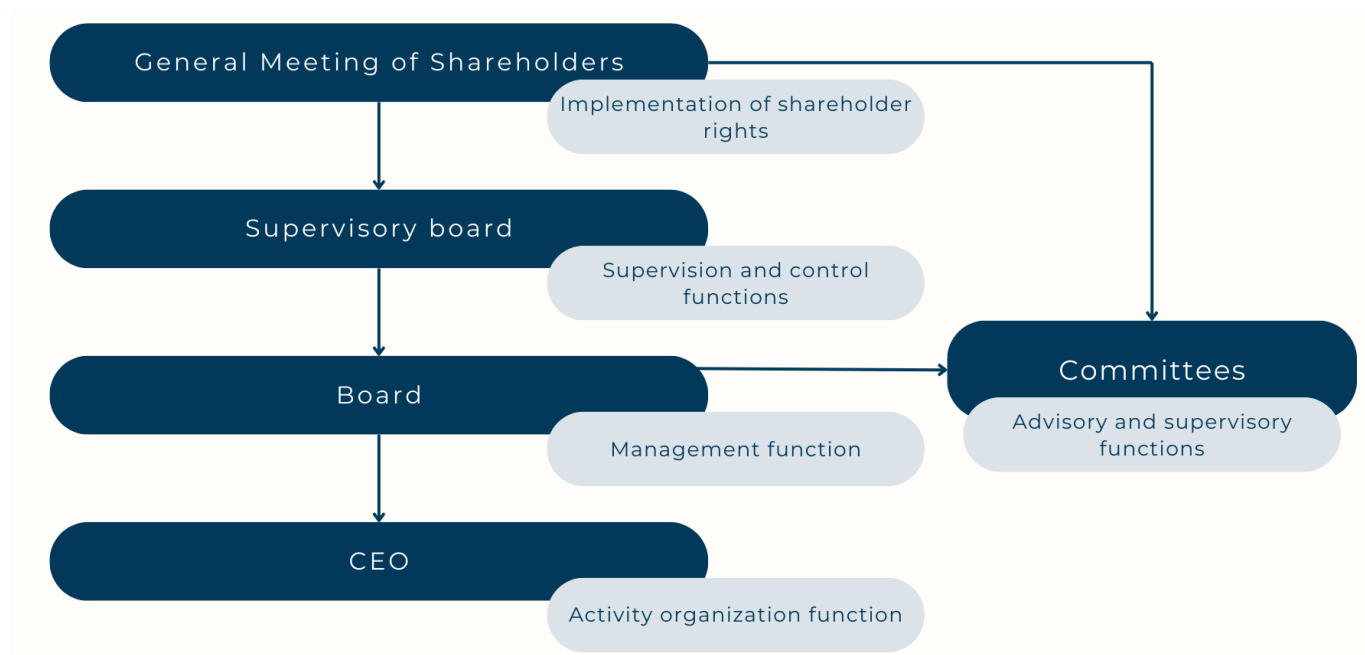 General Meeting of Shareholders
Implementation of shareholder
rights
Supervisory board
Supervision and control
functions
Board
Management function
Committees
Advisory and supervisory
functions
CEO
Activity organization function